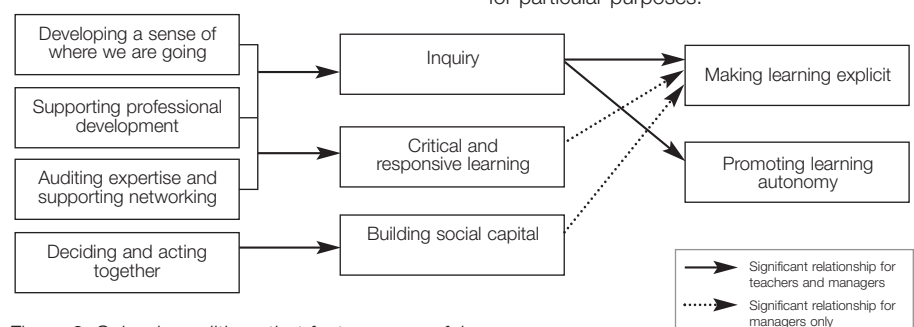 for particular purposes.
Developing a sense of
where we are going
Supporting professional
development
Auditing expertise and
supporting networking
Deciding and acting
together
Inquiry
Critical and
responsive learning
Building social capital
Making learning explicit
Promoting learning
autonomy
Significant relationship for
teachers and managers
Significant relationship for
managers only